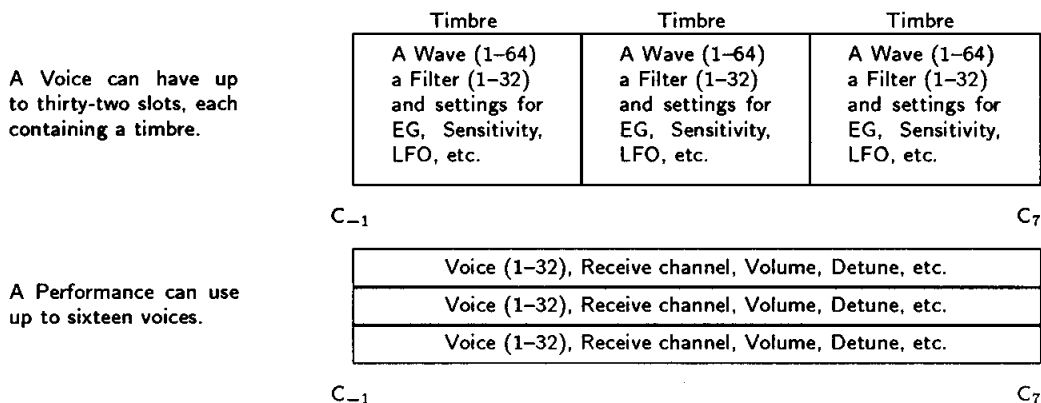 Timbre Timbre Timbre
A Voice can have up
to thirty-two slots, each
containing a timbre.
A Wave (1–64)
a Filter (1–32)
and settings for
EG, Sensitivity,
LFO, etc.
A Wave (1–64)
a Filter (1–32)
and settings for
EG, Sensitivity,
LFO, etc.
A Wave (1–64)
a Filter (1–32)
and settings for
EG, Sensitivity,
LFO, etc.
C₋₁ C₇
A Performance can use
up to sixteen voices.
Voice (1–32), Receive channel, Volume, Detune, etc.
Voice (1–32), Receive channel, Volume, Detune, etc.
Voice (1–32), Receive channel, Volume, Detune, etc.
C₋₁ C₇